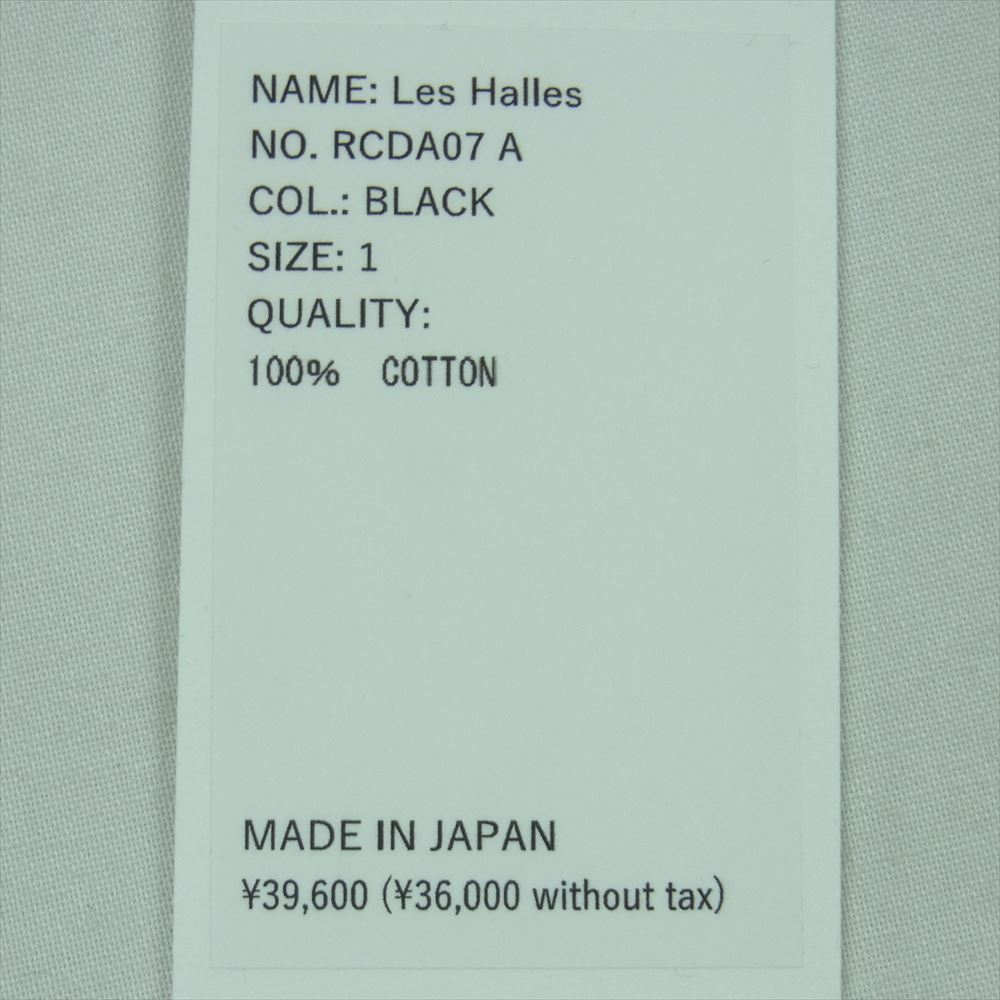 NAME: Les Halles
NO. RCDA07 A
COL.: BLACK
SIZE: 1
QUALITY:
100% COTTON
MADE IN JAPAN
¥39,600 (¥36,000 without tax)